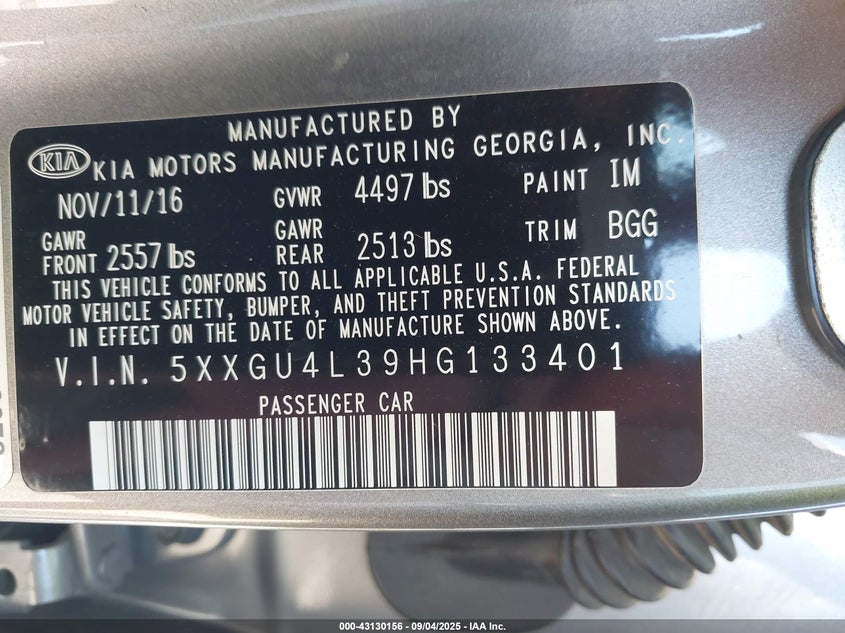 MANUFACTURED BY
KIA KIA MOTORS MANUFACTURING GEORGIA, INC.
NOV/11/16 GVWR 4497 lbs PAINT IM
GAWR FRONT 2557 lbs GAWR REAR 2513 lbs TRIM BGG
THIS VEHICLE CONFORMS TO ALL APPLICABLE U.S.A. FEDERAL
MOTOR VEHICLE SAFETY, BUMPER, AND THEFT PREVENTION STANDARDS
IN EFFECT ON THE DATE OF MANUFACTURE SHOWN ABOVE.
V.I.N. 5XXGU4L39HG133401
PASSENGER CAR
000-43130156 - 09/04/2025 - IAA Inc.